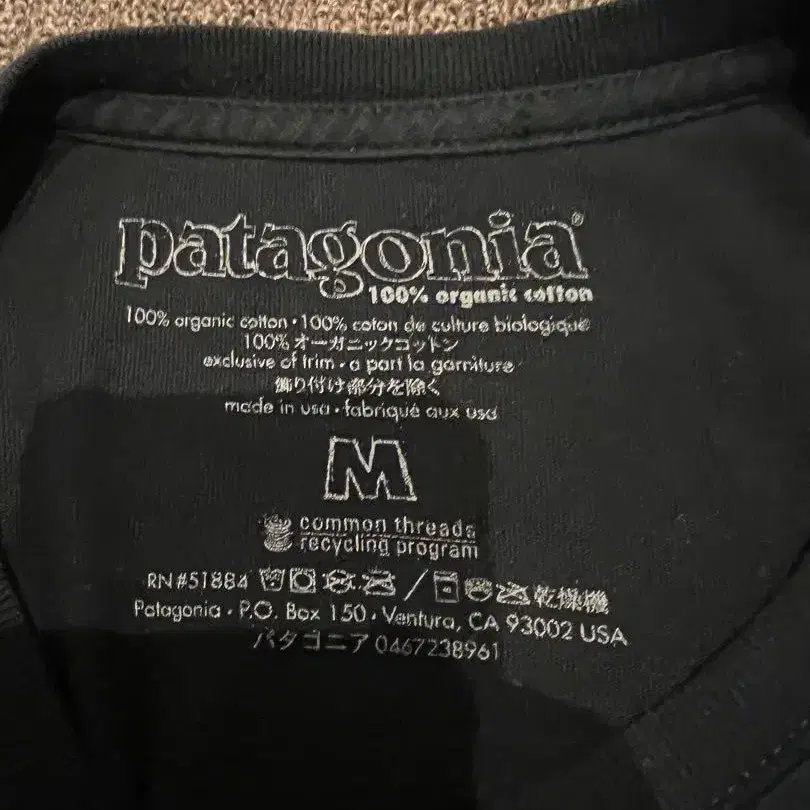 patagonia®
100% organic cotton
100% organic cotton • 100% coton de culture biologique
100% オーガニックコットン
exclusive of trim • a part la garniture
飾り付け部分を除く
made in usa • fabriqué aux usa
M
common threads
recycling program
RN#51884 / 乾燥機
Patagonia • P.O. Box 150 • Ventura, CA 93002 USA
パタゴニア 0467238961